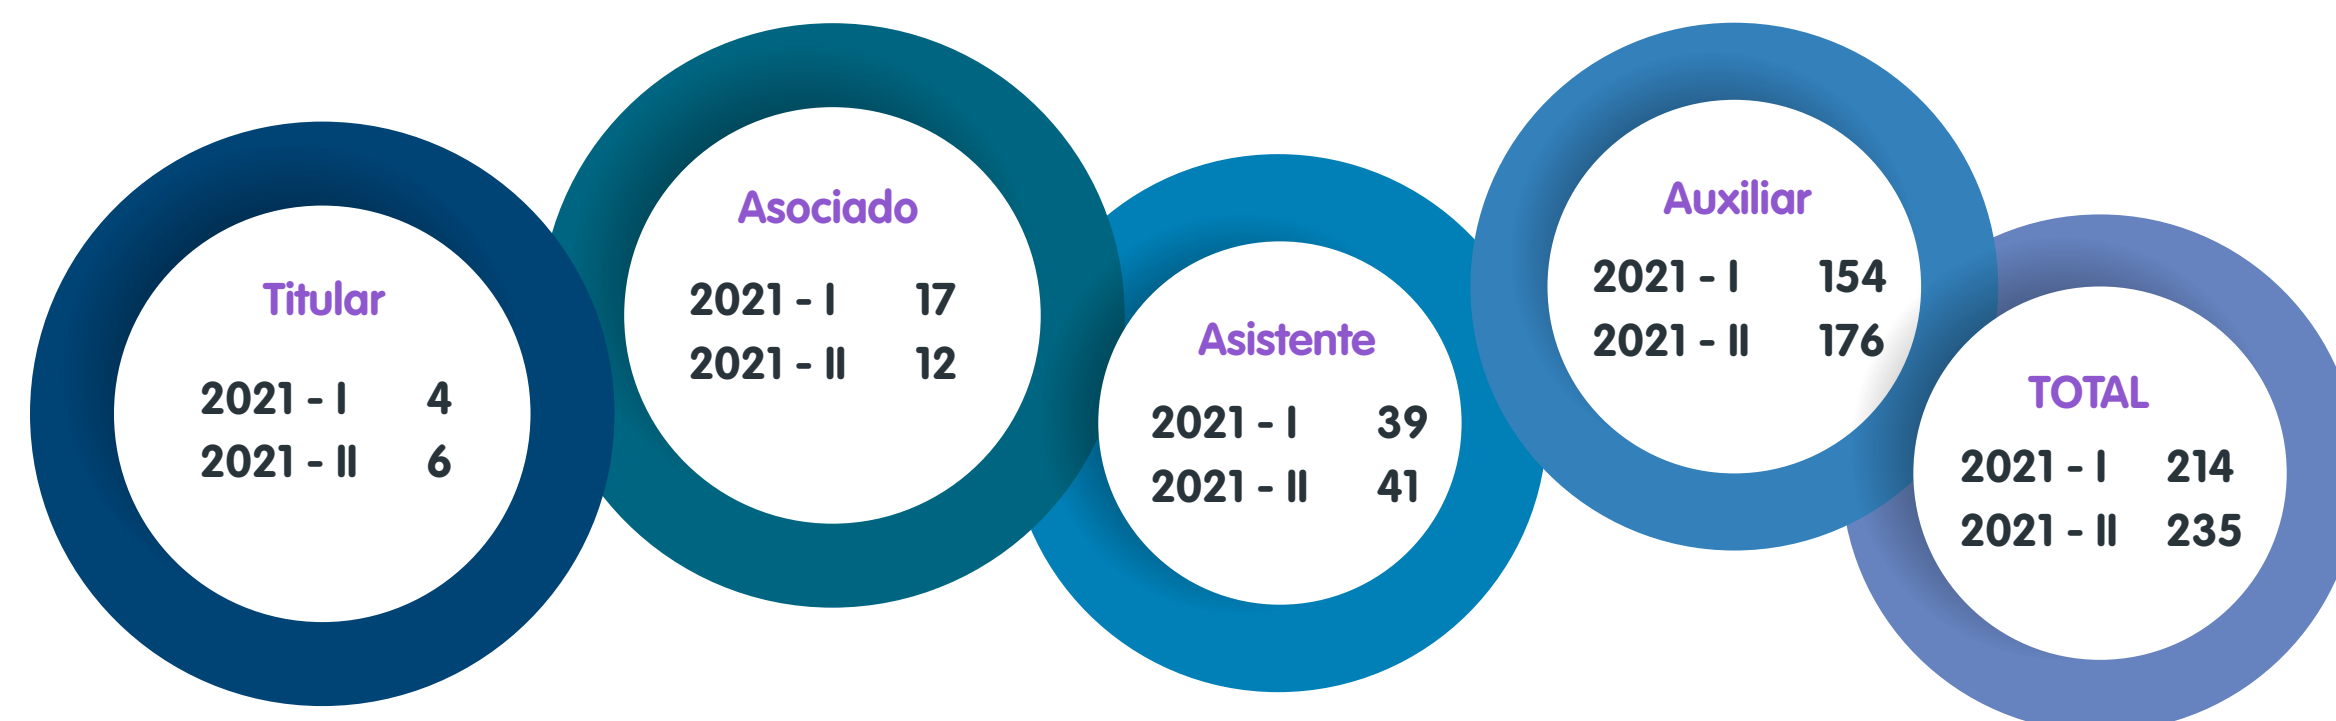 Titular
2021 - I 4
2021 - II 6
Asociado
2021 - I 17
2021 - II 12
Asistente
2021 - I 39
2021 - II 41
Auxiliar
2021 - I 154
2021 - II 176
TOTAL
2021 - I 214
2021 - II 235